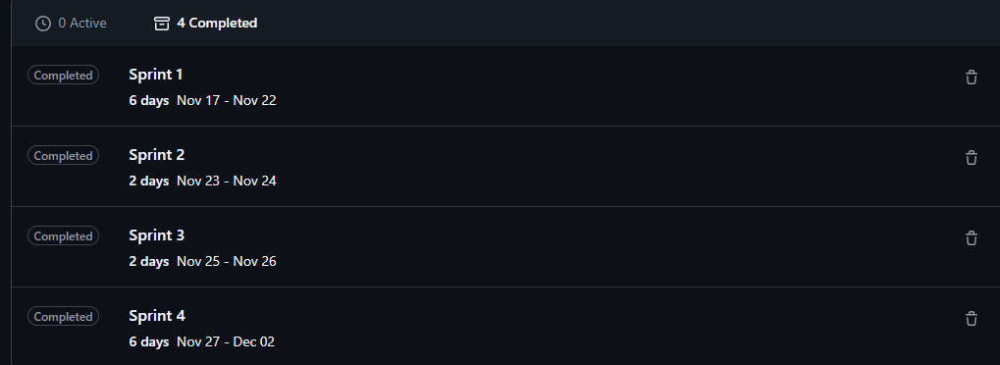 0 Active 4 Completed
Completed Sprint 1
6 days Nov 17 - Nov 22
Completed Sprint 2
2 days Nov 23 - Nov 24
Completed Sprint 3
2 days Nov 25 - Nov 26
Completed Sprint 4
6 days Nov 27 - Dec 02